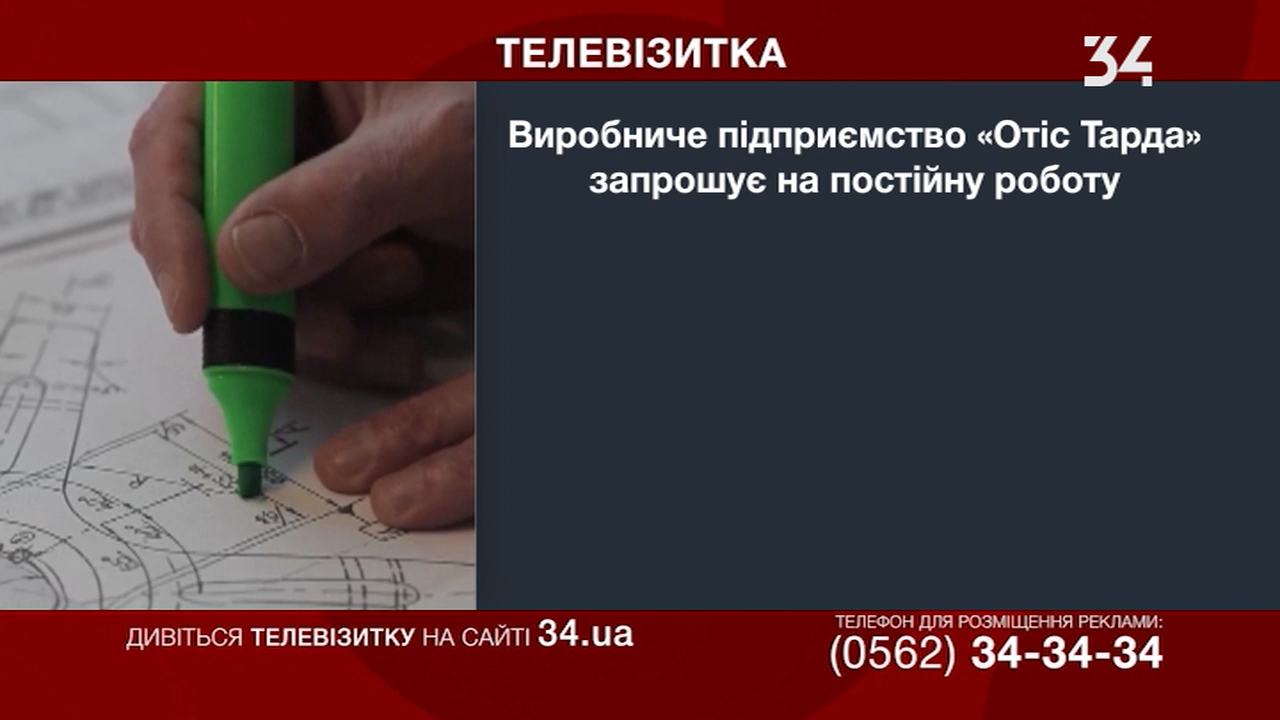 ТЕЛЕВІЗИТКА
34
Виробниче підприємство «Отіс Тарда»
запрошує на постійну роботу
ДИВІТЬСЯ ТЕЛЕВІЗИТКУ НА САЙТІ 34.ua
ТЕЛЕФОН ДЛЯ РОЗМІЩЕННЯ РЕКЛАМИ:
(0562) 34-34-34